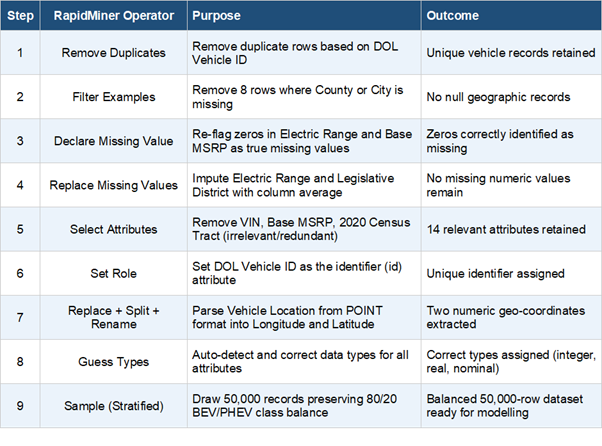 Step RapidMiner Operator Purpose Outcome
1 Remove Duplicates Remove duplicate rows based on DOL
Vehicle ID Unique vehicle records retained
2 Filter Examples Remove 8 rows where County or City is
missing No null geographic records
3 Declare Missing Value Re-flag zeros in Electric Range and Base
MSRP as true missing values Zeros correctly identified as
missing
4 Replace Missing Values Impute Electric Range and Legislative
District with column average No missing numeric values
remain
5 Select Attributes Remove VIN, Base MSRP, 2020 Census
Tract (irrelevant/redundant) 14 relevant attributes retained
6 Set Role Set DOL Vehicle ID as the identifier (id)
attribute Unique identifier assigned
7 Replace + Split +
Rename Parse Vehicle Location from POINT
format into Longitude and Latitude Two numeric geo-coordinates
extracted
8 Guess Types Auto-detect and correct data types for all
attributes Correct types assigned (integer,
real, nominal)
9 Sample (Stratified) Draw 50,000 records preserving 80/20
BEV/PHEV class balance Balanced 50,000-row dataset
ready for modelling